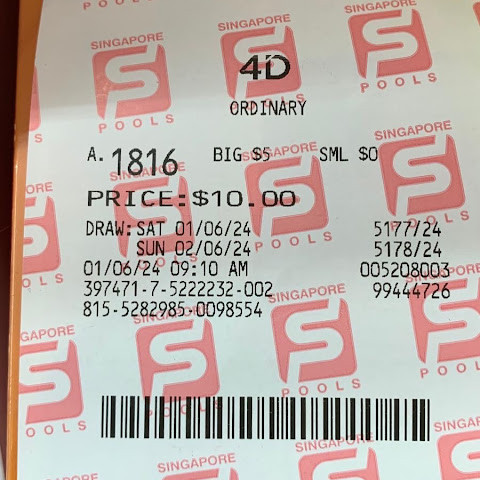 4D
ORDINARY
A. 1816 BIG $5 SML $0
PRICE:$10.00
DRAW: SAT 01/06/24 5177/24
SUN 02/06/24 5178/24
01/06/24 09:10 AM 005208003
397471-7-5222232-002 99444726
815-5282985-0098554
SINGAPORE
POOLS